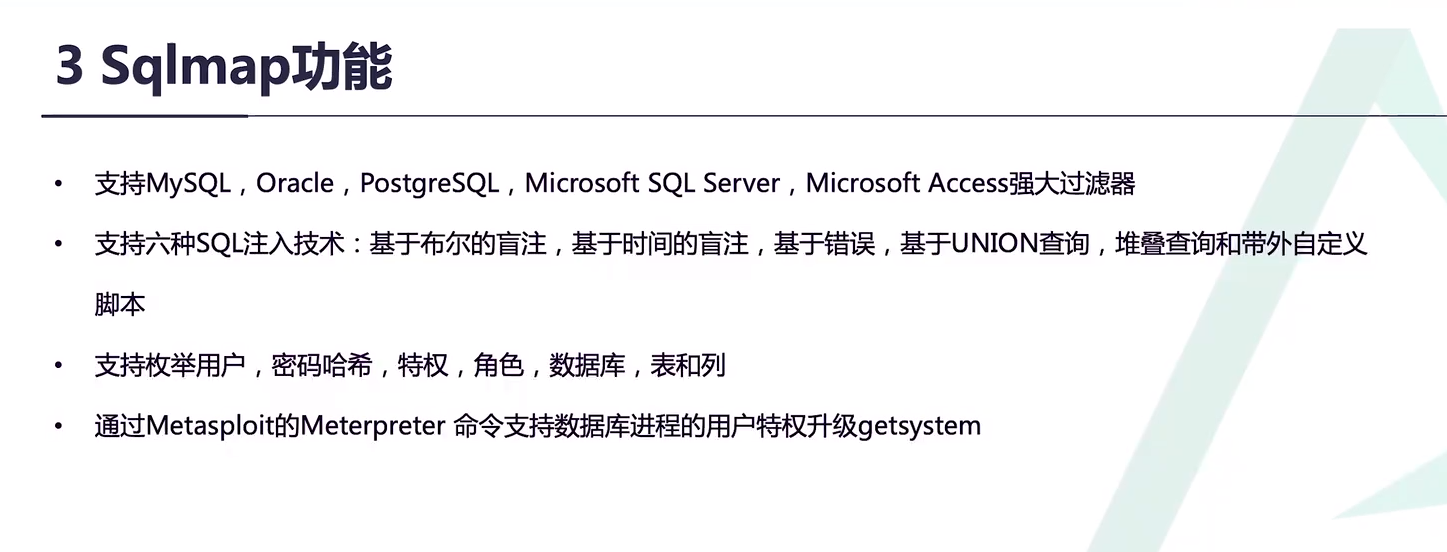 3 Sqlmap功能
• 支持MySQL，Oracle，PostgreSQL，Microsoft SQL Server，Microsoft Access强大过滤器
• 支持六种SQL注入技术：基于布尔的盲注，基于时间的盲注，基于错误，基于UNION查询，堆叠查询和带外自定义
脚本
• 支持枚举用户，密码哈希，特权，角色，数据库，表和列
• 通过Metasploit的Meterpreter 命令支持数据库进程的用户特权升级getsystem